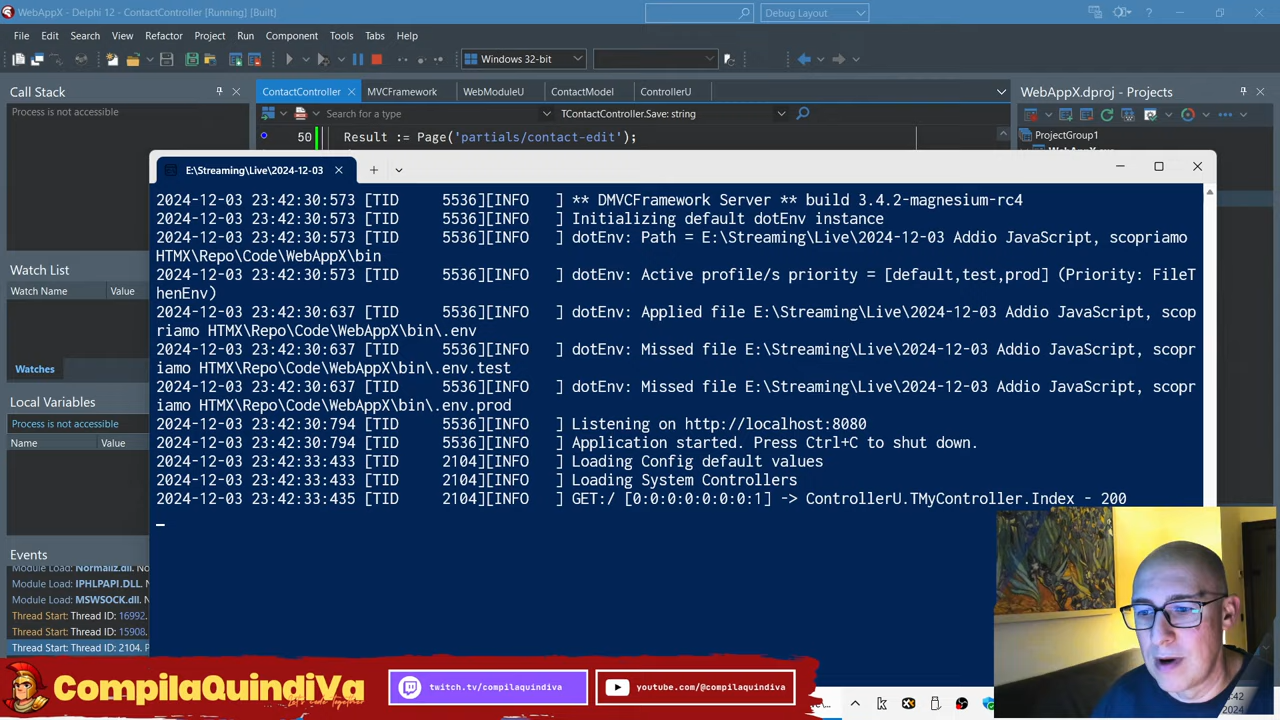 WebAppX - Delphi 12 - ContactController [Running] [Built]
Debug Layout
File Edit Search View Refactor Project Run Component Tools Tabs Help
Windows 32-bit
Call Stack
ContactController MVCFramework WebModuleU ContactModel ControllerU
WebAppX.dproj - Projects
Process is not accessible
Search for a type
TContactController.Save: string
ProjectGroup1
50 Result := Page('partials/contact-edit');
E:\Streaming\Live\2024-12-03
2024-12-03 23:42:30:573 [TID 5536][INFO ] ** DMVCFramework Server ** build 3.4.2-magnesium-rc4
2024-12-03 23:42:30:573 [TID 5536][INFO ] Initializing default dotEnv instance
2024-12-03 23:42:30:573 [TID 5536][INFO ] dotEnv: Path = E:\Streaming\Live\2024-12-03 Addio JavaScript, scopriamo
HTMX\Repo\Code\WebAppX\bin
2024-12-03 23:42:30:573 [TID 5536][INFO ] dotEnv: Active profile/s priority = [default,test,prod] (Priority: FileT
henEnv)
2024-12-03 23:42:30:637 [TID 5536][INFO ] dotEnv: Applied file E:\Streaming\Live\2024-12-03 Addio JavaScript, scop
riamo HTMX\Repo\Code\WebAppX\bin\.env
2024-12-03 23:42:30:637 [TID 5536][INFO ] dotEnv: Missed file E:\Streaming\Live\2024-12-03 Addio JavaScript, scopr
iamo HTMX\Repo\Code\WebAppX\bin\.env.test
2024-12-03 23:42:30:637 [TID 5536][INFO ] dotEnv: Missed file E:\Streaming\Live\2024-12-03 Addio JavaScript, scopr
iamo HTMX\Repo\Code\WebAppX\bin\.env.prod
2024-12-03 23:42:30:794 [TID 5536][INFO ] Listening on http://localhost:8080
2024-12-03 23:42:30:794 [TID 5536][INFO ] Application started. Press Ctrl+C to shut down.
2024-12-03 23:42:33:433 [TID 2104][INFO ] Loading Config default values
2024-12-03 23:42:33:433 [TID 2104][INFO ] Loading System Controllers
2024-12-03 23:42:33:435 [TID 2104][INFO ] GET:/ [0:0:0:0:0:0:0:1] -> ControllerU.TMyController.Index - 200
Watch List
Watch Name Value
Watches
Local Variables
Process is not accessible
Name Value
Events
Module Load: Normaliz.dll. No
Module Load: IPHLPAPI.DLL.
Module Load: MSWSOCK.dll. No
Thread Start: Thread ID: 16992.
Thread Start: Thread ID: 15908.
Thread Start: Thread ID: 2104. P
CompilaQuindiVa
Let's Code Together
twitch.tv/compilaquindiva
youtube.com/@compilaquindiva
:42
2024